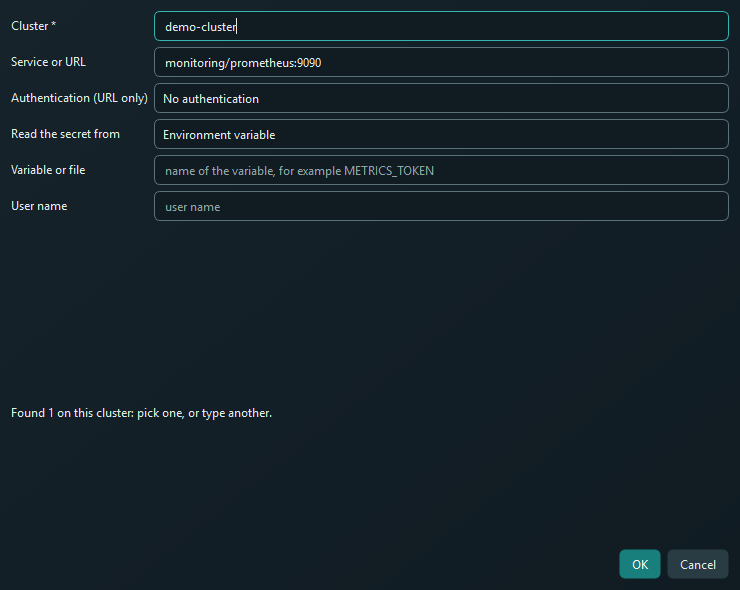 Cluster *
demo-cluster
Service or URL
monitoring/prometheus:9090
Authentication (URL only)
No authentication
Read the secret from
Environment variable
Variable or file
name of the variable, for example METRICS_TOKEN
User name
user name
Found 1 on this cluster: pick one, or type another.
OK
Cancel